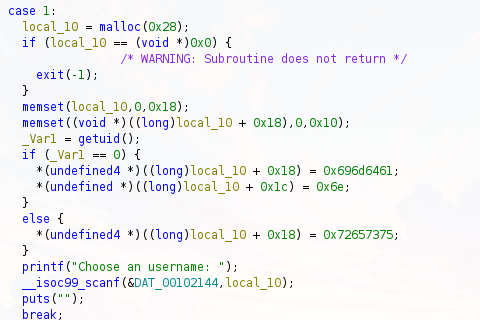 case 1:
local_10 = malloc(0x28);
if (local_10 == (void *)0x0) {
/* WARNING: Subroutine does not return */
exit(-1);
}
memset(local_10,0,0x18);
memset((void *)((long)local_10 + 0x18),0,0x10);
_Var1 = getuid();
if (_Var1 == 0) {
*(undefined4 *)((long)local_10 + 0x18) = 0x696d6461;
*(undefined *)((long)local_10 + 0x1c) = 0x6e;
}
else {
*(undefined4 *)((long)local_10 + 0x18) = 0x72657375;
}
printf("Choose an username: ");
__isoc99_scanf(&DAT_00102144,local_10);
puts("");
break;